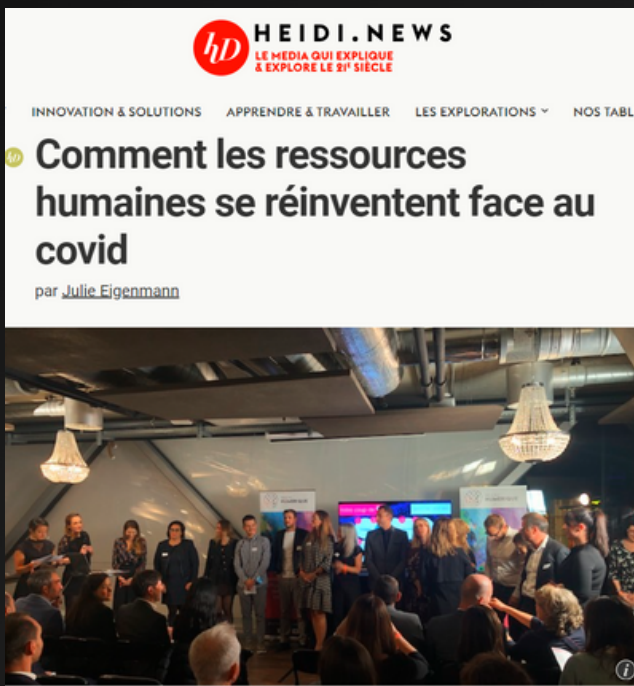 hD HEIDI.NEWS
LE MEDIA QUI EXPLIQUE
& EXPLORE LE 21E SIÈCLE
INNOVATION & SOLUTIONS APPRENDRE & TRAVAILLER LES EXPLORATIONS NOS TABL
hD
Comment les ressources
humaines se réinventent face au
covid
par Julie Eigenmann
i